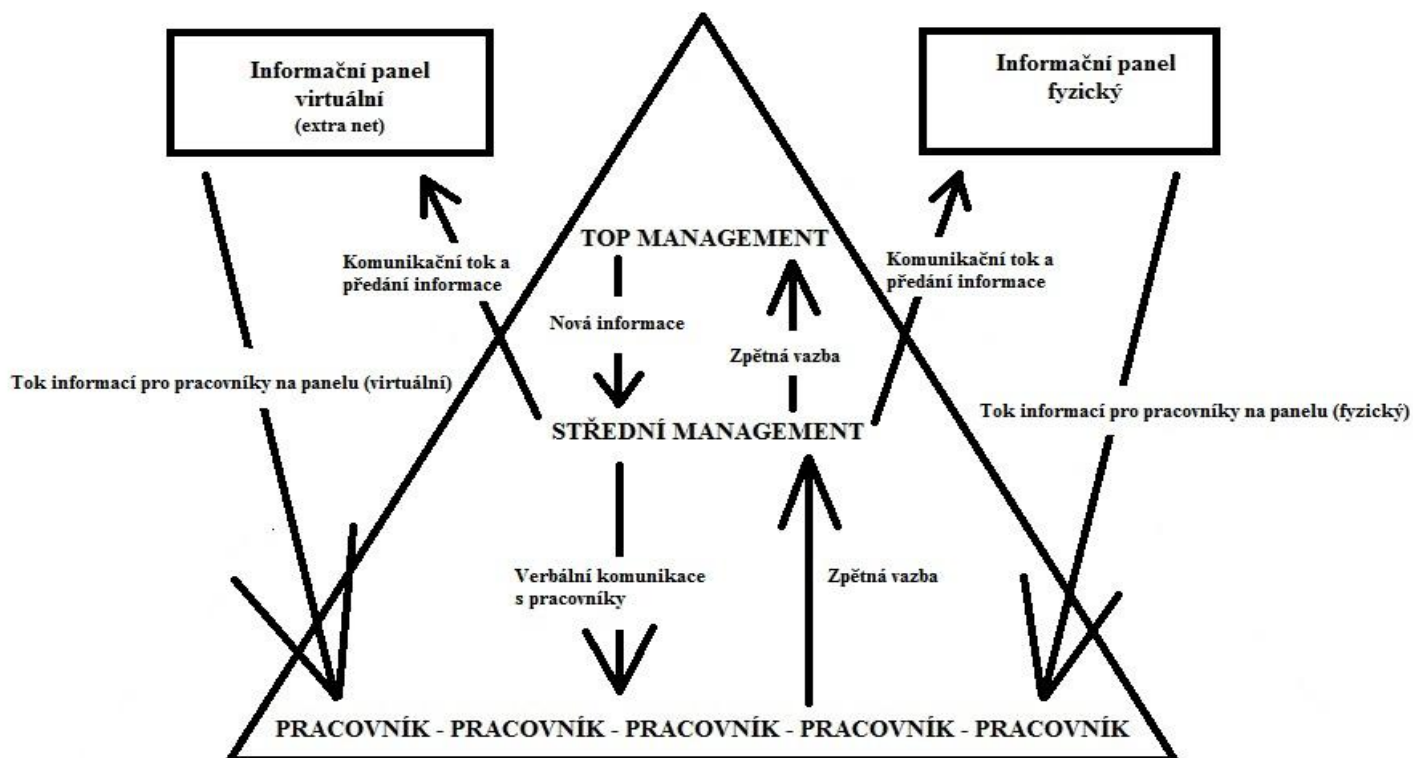 Informační panel
virtuální
(extra net)
Informační panel
fyzický
TOP MANAGEMENT
Komunikační tok a
předání informace
Komunikační tok a
předání informace
Nová informace
Zpětná vazba
Tok informací pro pracovníky na panelu (virtuální)
Tok informací pro pracovníky na panelu (fyzický)
STŘEDNÍ MANAGEMENT
Verbální komunikace
s pracovníky
Zpětná vazba
PRACOVNÍK - PRACOVNÍK - PRACOVNÍK - PRACOVNÍK - PRACOVNÍK